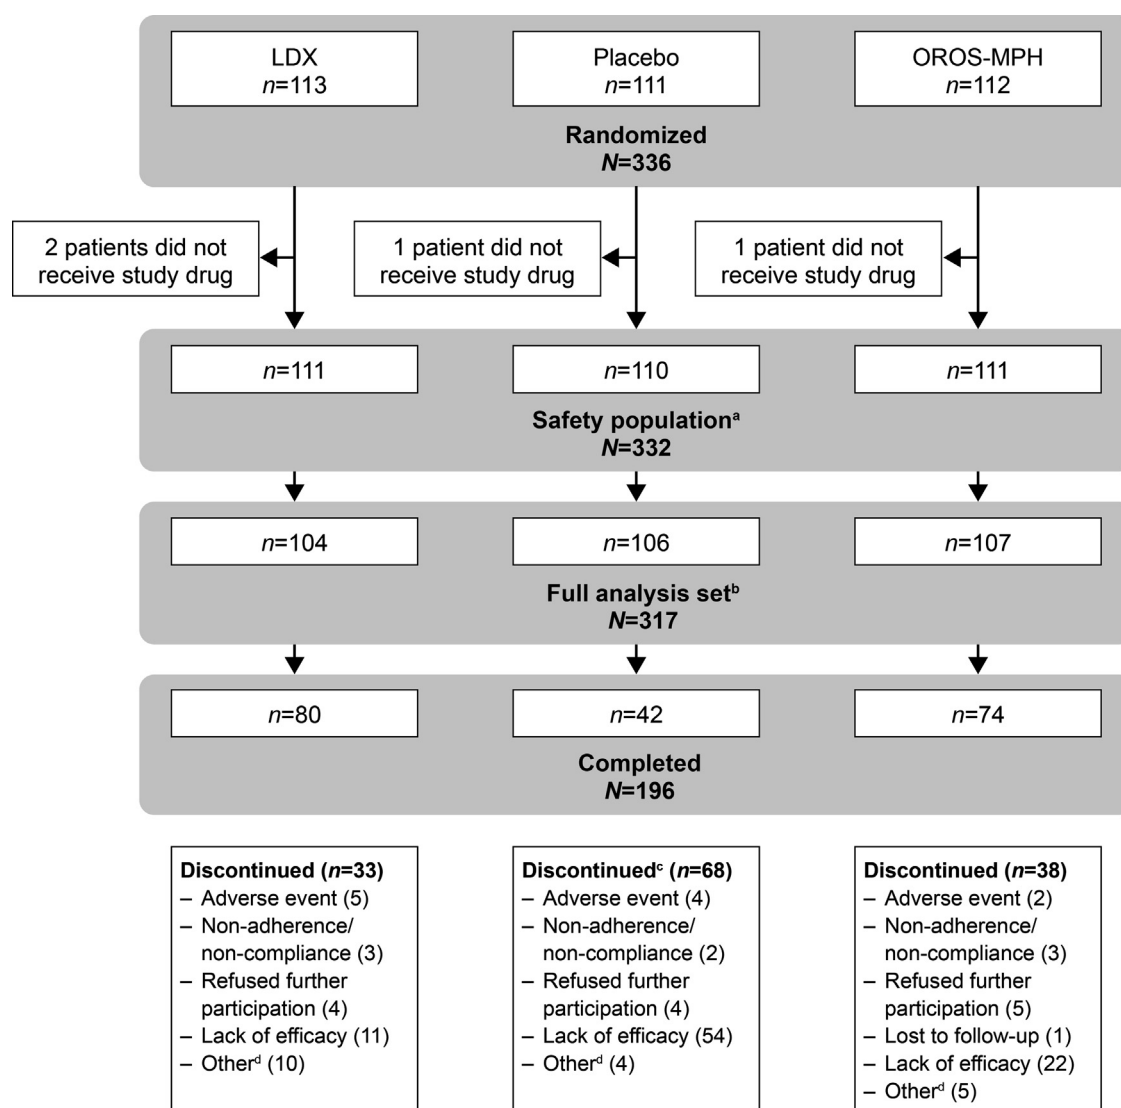 LDX
n=113
Placebo
n=111
OROS-MPH
n=112
Randomized
N=336
2 patients did not
receive study drug
1 patient did not
receive study drug
1 patient did not
receive study drug
n=111
n=110
n=111
Safety populationᵃ
N=332
n=104
n=106
n=107
Full analysis setᵇ
N=317
n=80
n=42
n=74
Completed
N=196
Discontinued (n=33)
– Adverse event (5)
– Non-adherence/
non-compliance (3)
– Refused further
participation (4)
– Lack of efficacy (11)
– Otherᵈ (10)
Discontinuedᶜ (n=68)
– Adverse event (4)
– Non-adherence/
non-compliance (2)
– Refused further
participation (4)
– Lack of efficacy (54)
– Otherᵈ (4)
Discontinued (n=38)
– Adverse event (2)
– Non-adherence/
non-compliance (3)
– Refused further
participation (5)
– Lost to follow-up (1)
– Lack of efficacy (22)
– Otherᵈ (5)